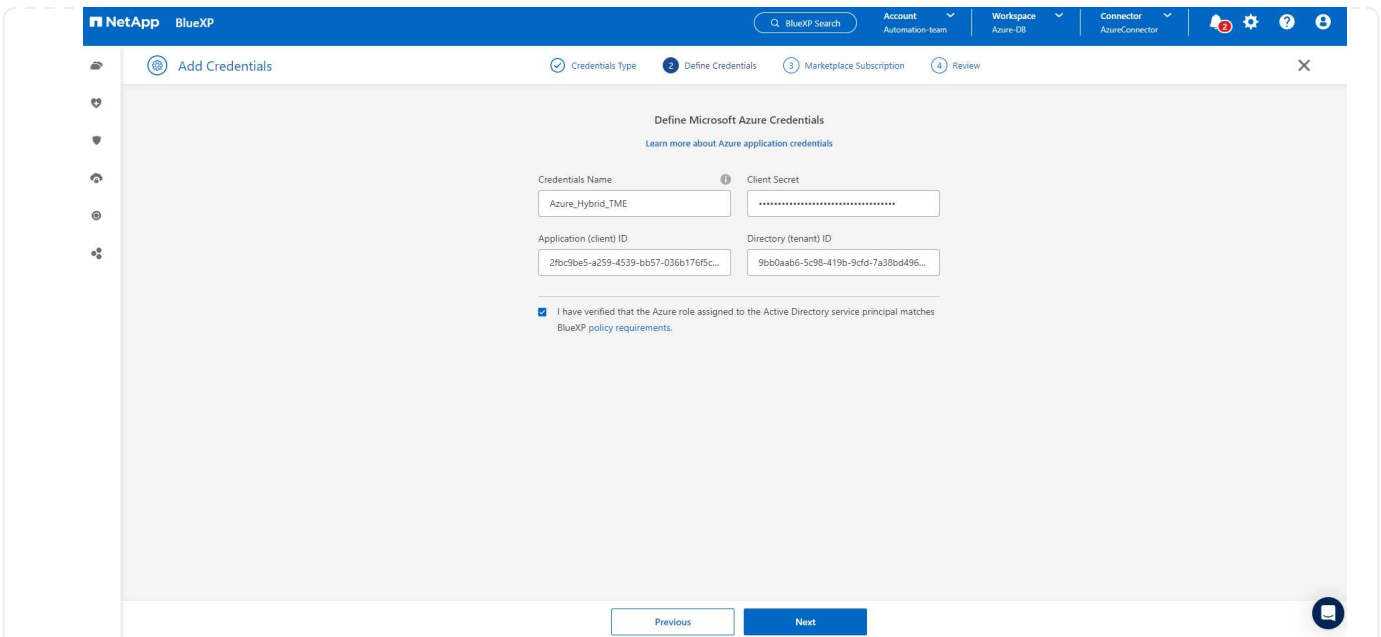 NetApp BlueXP
BlueXP Search
Account
Automation-team
Workspace
Azure-DB
Connector
AzureConnector
2
Add Credentials
Credentials Type
2 Define Credentials
3 Marketplace Subscription
4 Review
Define Microsoft Azure Credentials
Learn more about Azure application credentials
Credentials Name
Client Secret
Azure_Hybrid_TME
Application (client) ID
Directory (tenant) ID
2fbc9be5-a259-4539-bb57-036b176f5c...
9bb0aab6-5c98-419b-9cfd-7a38bd496...
I have verified that the Azure role assigned to the Active Directory service principal matches
BlueXP policy requirements.
Previous
Next